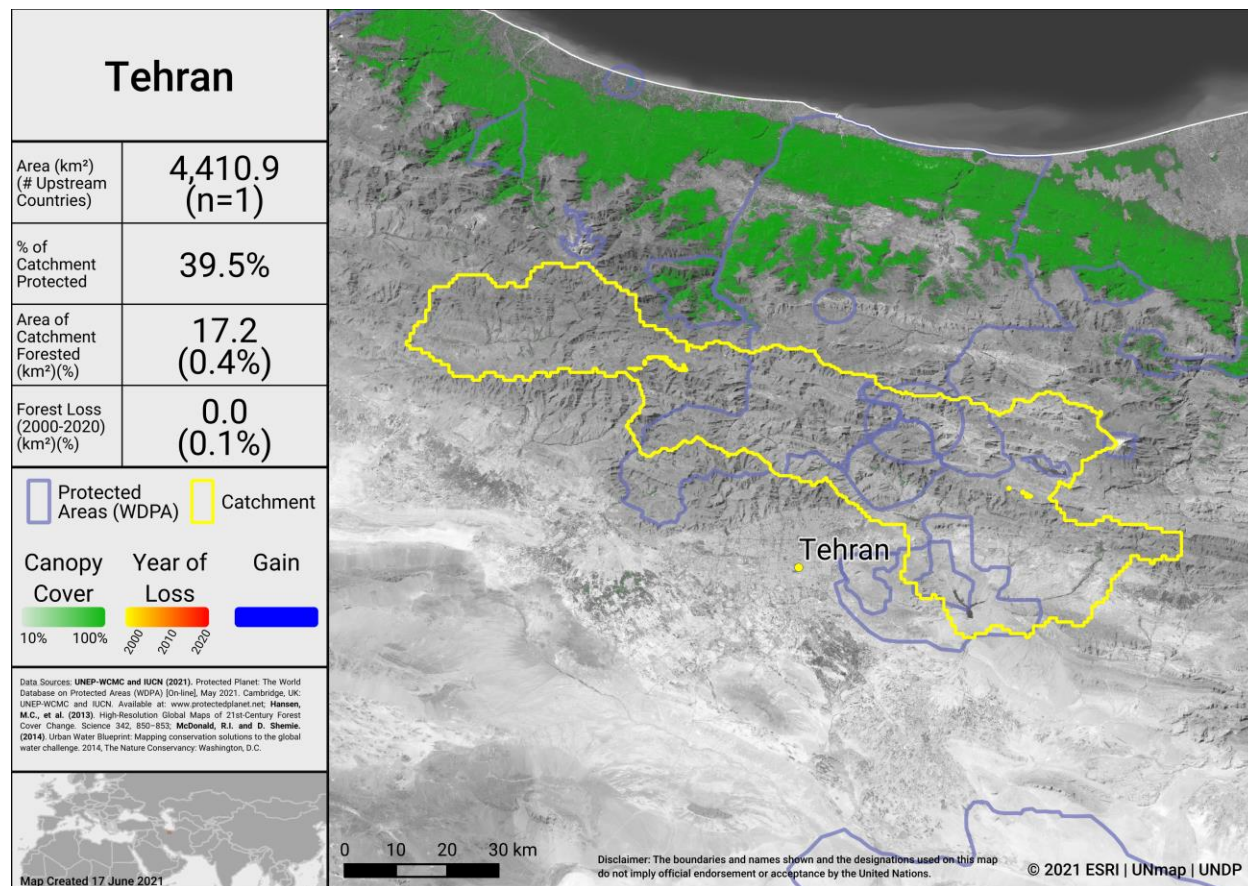 Tehran
Area (km²)
(# Upstream
Countries)
4,410.9
(n=1)
% of
Catchment
Protected
39.5%
Area of
Catchment
Forested
(km²)(%)
17.2
(0.4%)
Forest Loss
(2000-2020)
(km²)(%)
0.0
(0.1%)
Protected
Areas (WDPA)
Catchment
Canopy
Cover
Year of
Loss
Gain
10% 100%
2000 2010 2020
Data Sources: UNEP-WCMC and IUCN (2021). Protected Planet: The World
Database on Protected Areas (WDPA) [On-line], May 2021. Cambridge, UK:
UNEP-WCMC and IUCN. Available at: www.protectedplanet.net; Hansen,
M.C., et al. (2013). High-Resolution Global Maps of 21st-Century Forest
Cover Change. Science 342, 850–853; McDonald, R.I. and D. Shemie.
(2014). Urban Water Blueprint: Mapping conservation solutions to the global
water challenge. 2014, The Nature Conservancy: Washington, D.C.
Map Created 17 June 2021
Tehran
0 10 20 30 km
Disclaimer: The boundaries and names shown and the designations used on this map
do not imply official endorsement or acceptance by the United Nations.
© 2021 ESRI | UNmap | UNDP